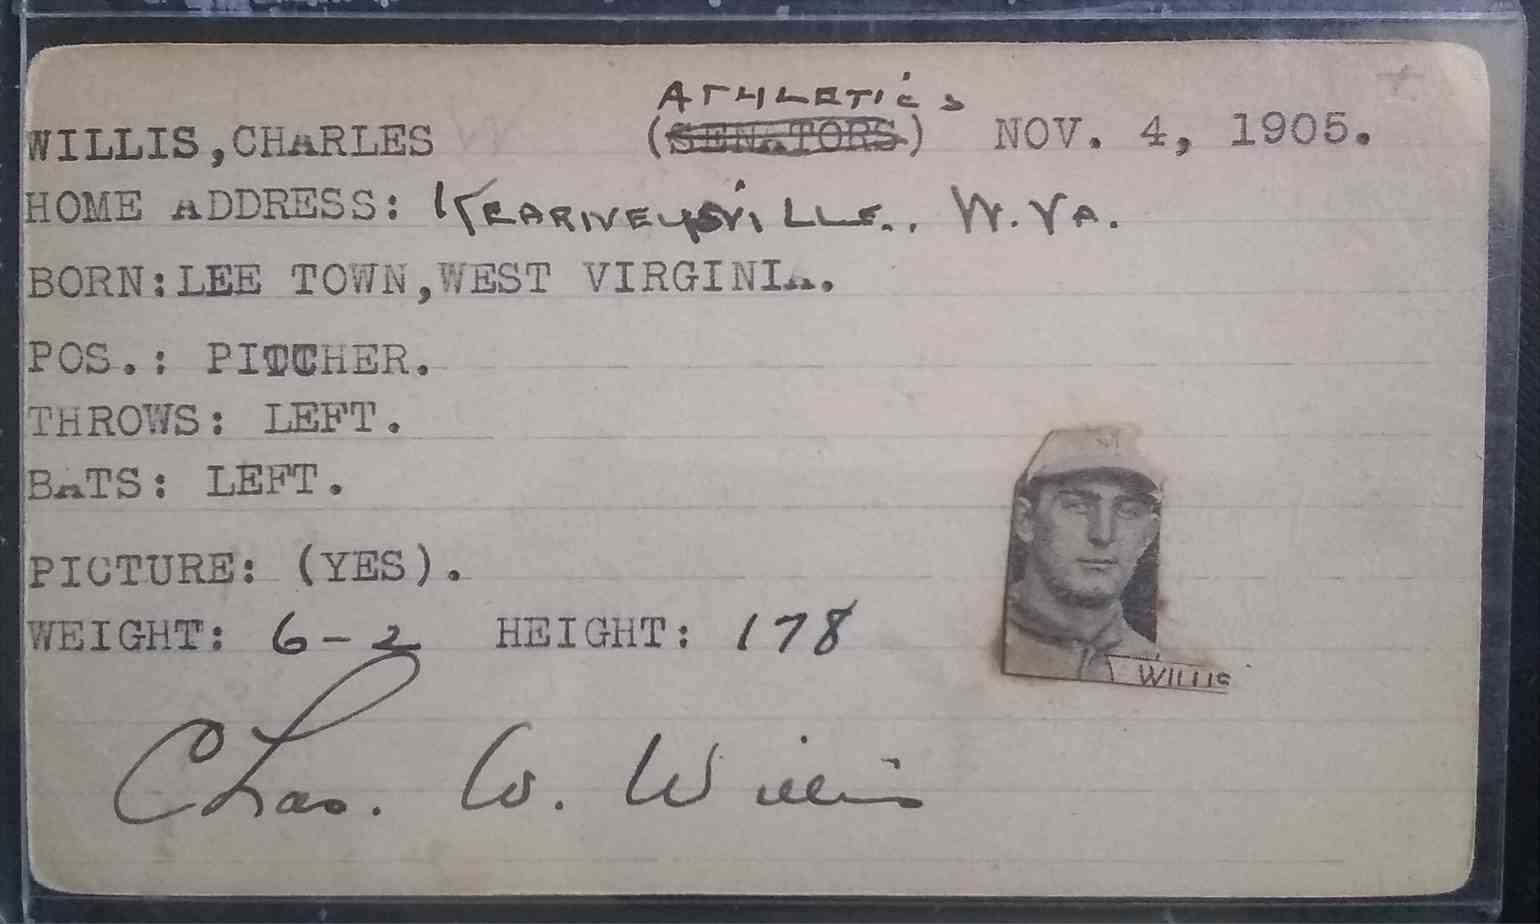 ATHLETICS
WILLIS,CHARLES W (SENATORS) NOV. 4, 1905.
HOME ADDRESS: KEARNEYSVILLE., W.VA.
BORN:LEE TOWN,WEST VIRGINIA.
POS.: PITCHER.
THROWS: LEFT.
BATS: LEFT.
PICTURE: (YES).
WEIGHT: 6-2 HEIGHT: 178
WILLIS
Chas. W. Willis